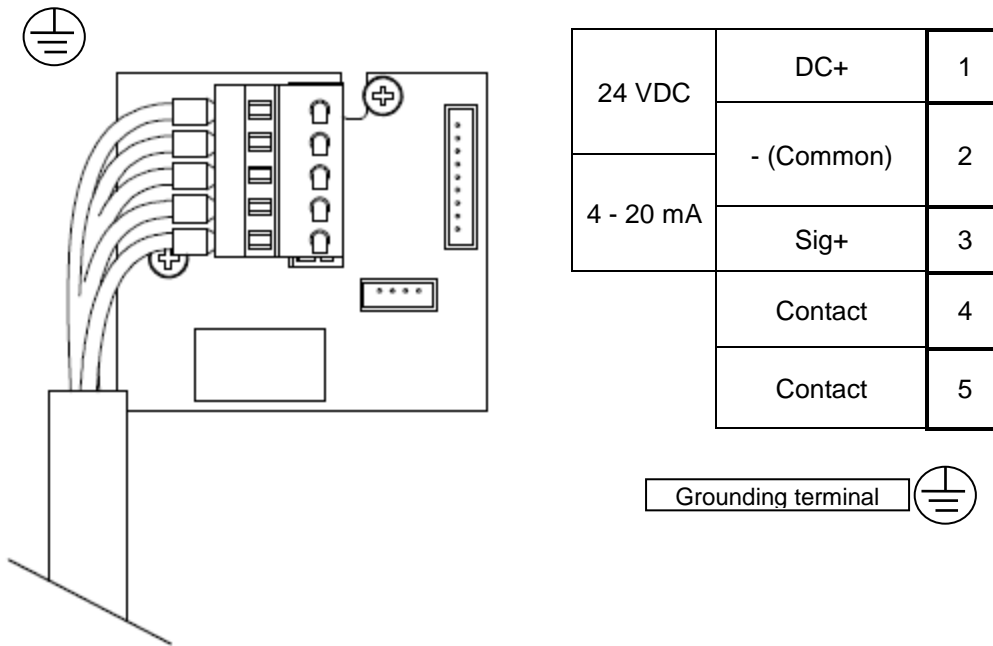 24 VDC
DC+
1
- (Common)
2
4 - 20 mA
Sig+
3
Contact
4
Contact
5
Grounding terminal